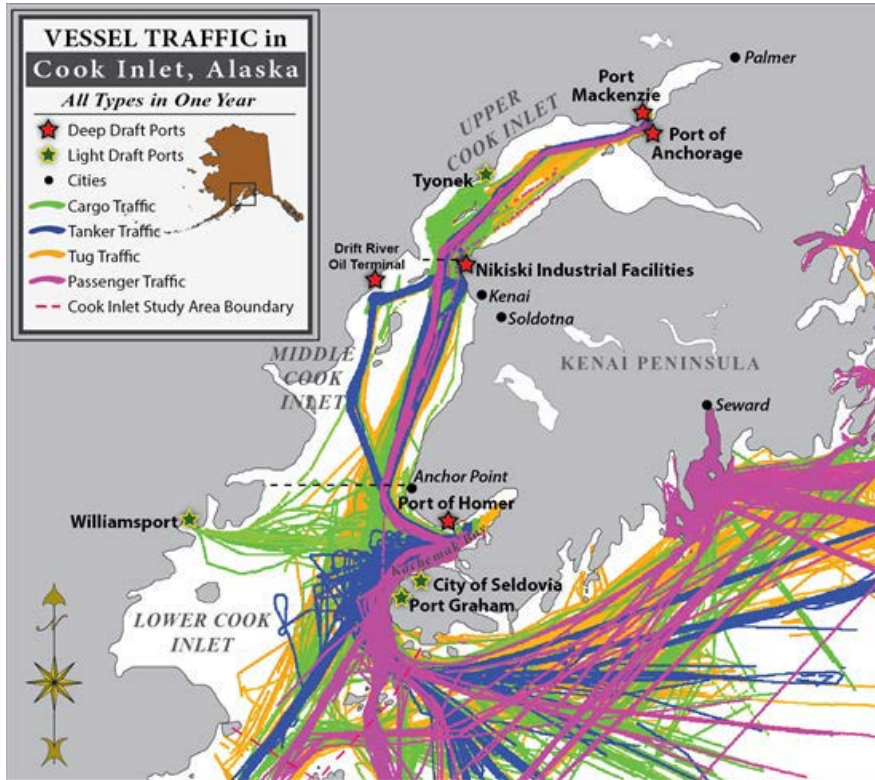 VESSEL TRAFFIC in
Cook Inlet, Alaska
All Types in One Year
Deep Draft Ports
Light Draft Ports
Cities
Cargo Traffic
Tanker Traffic
Tug Traffic
Passenger Traffic
Cook Inlet Study Area Boundary
Palmer
Port
Mackenzie
Port of
Anchorage
UPPER
COOK INLET
Tyonek
Drift River
Oil Terminal
Nikiski Industrial Facilities
Kenai
Soldotna
MIDDLE
COOK
INLET
KENAI PENINSULA
Seward
Anchor Point
Port of Homer
Williamsport
Kachemak Bay
City of Seldovia
Port Graham
LOWER COOK
INLET
N